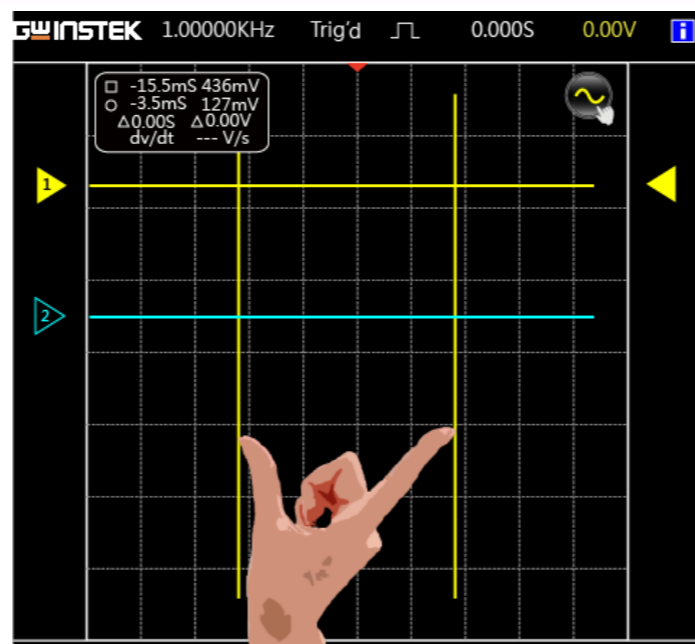 GWINSTEK 1.00000KHz Trig'd 0.000S 0.00V i
-15.5mS 436mV
-3.5mS 127mV
Δ0.00S Δ0.00V
dv/dt --- V/s
1
2